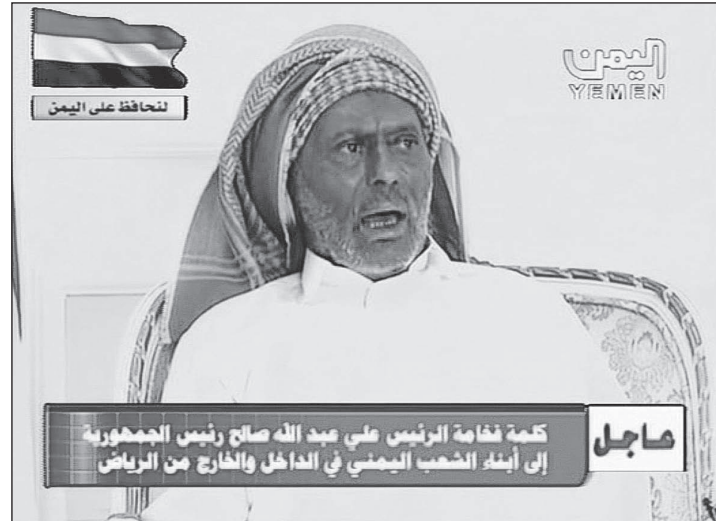 لنحافظ على اليمن
اليمن
YEMEN
عاجل
كلمة فخامة الرئيس علي عبد الله صالح رئيس الجمهورية
إلى أبناء الشعب اليمني في الداخل والخارج من الرياض